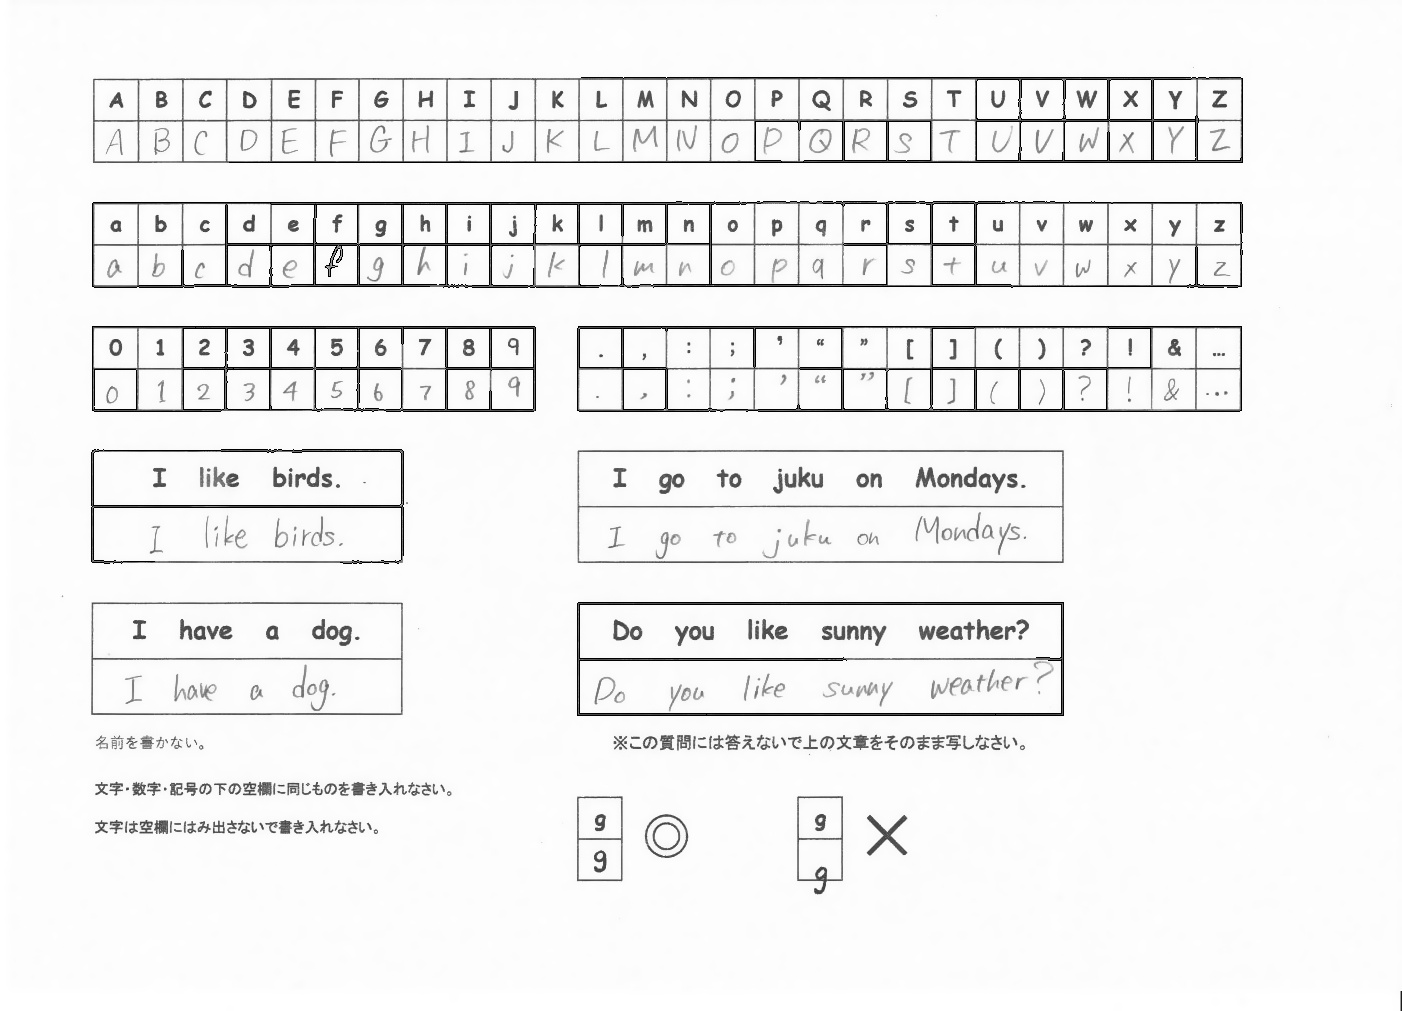 A B C D E F G H I J K L M N O P Q R S T U V W X Y Z
A B C D E F G H I J K L M N O P Q R S T U V W X Y Z
a b c d e f g h i j k l m n o p q r s t u v w x y z
a b c d e f g h i j k l m n o p q r s t u v w x y z
0 1 2 3 4 5 6 7 8 9
0 1 2 3 4 5 6 7 8 9
. , : ; ’ “ ” [ ] ( ) ? ! & …
. , : ; ’ “ ” [ ] ( ) ? ! & …
I like birds.
I like birds.
I go to juku on Mondays.
I go to juku on Mondays.
I have a dog.
I have a dog.
Do you like sunny weather?
Do you like sunny weather?
名前を書かない。
※この質問には答えないで上の文章をそのまま写しなさい。
文字・数字・記号の下の空欄に同じものを書き入れなさい。
文字は空欄にはみ出さないで書き入れなさい。
g ◎ g ×
g g